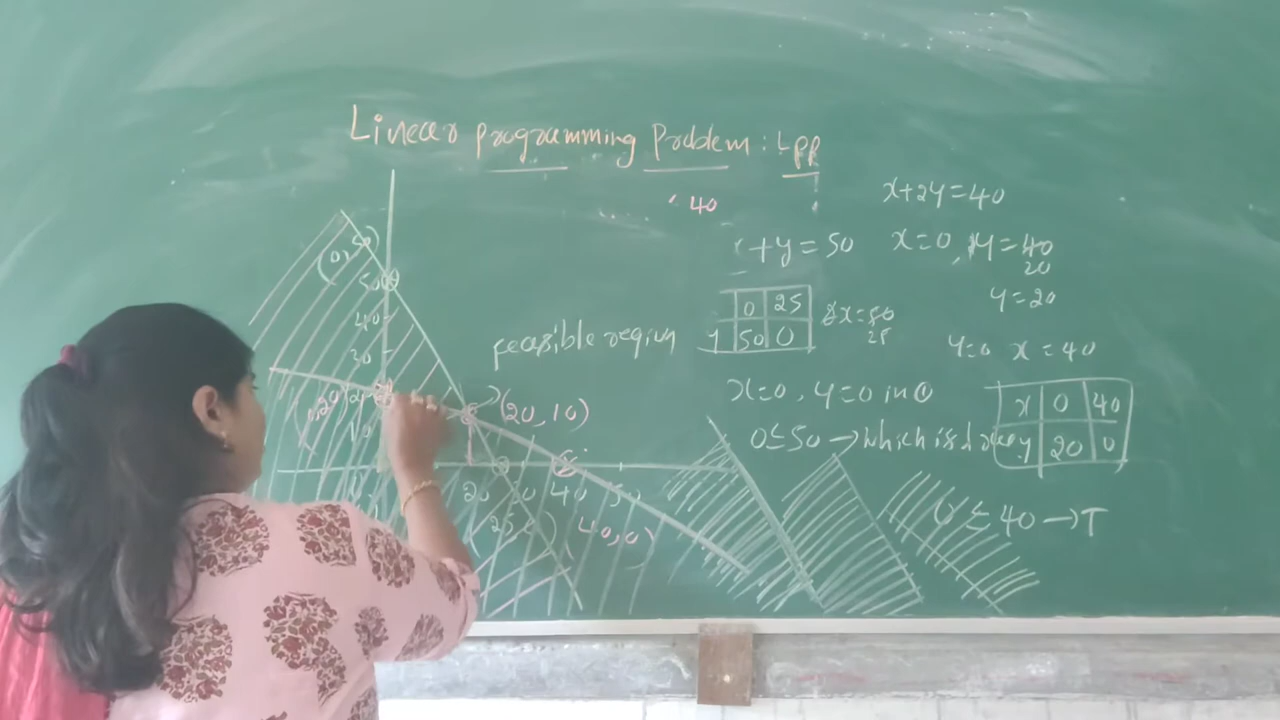 Linear programming Problem : LPP
40
x+2y=40
+y=50
x=0, y=40
20
y=20
0 25
y 50 0
2x=50
25
y=0 x=40
feasible region
x=0, y=0 in ①
x 0 40
y 20 0
0≤50→which is
0≤40→T
(0,50)
50
40
30
(20,10)
20 40 50
(40,0)